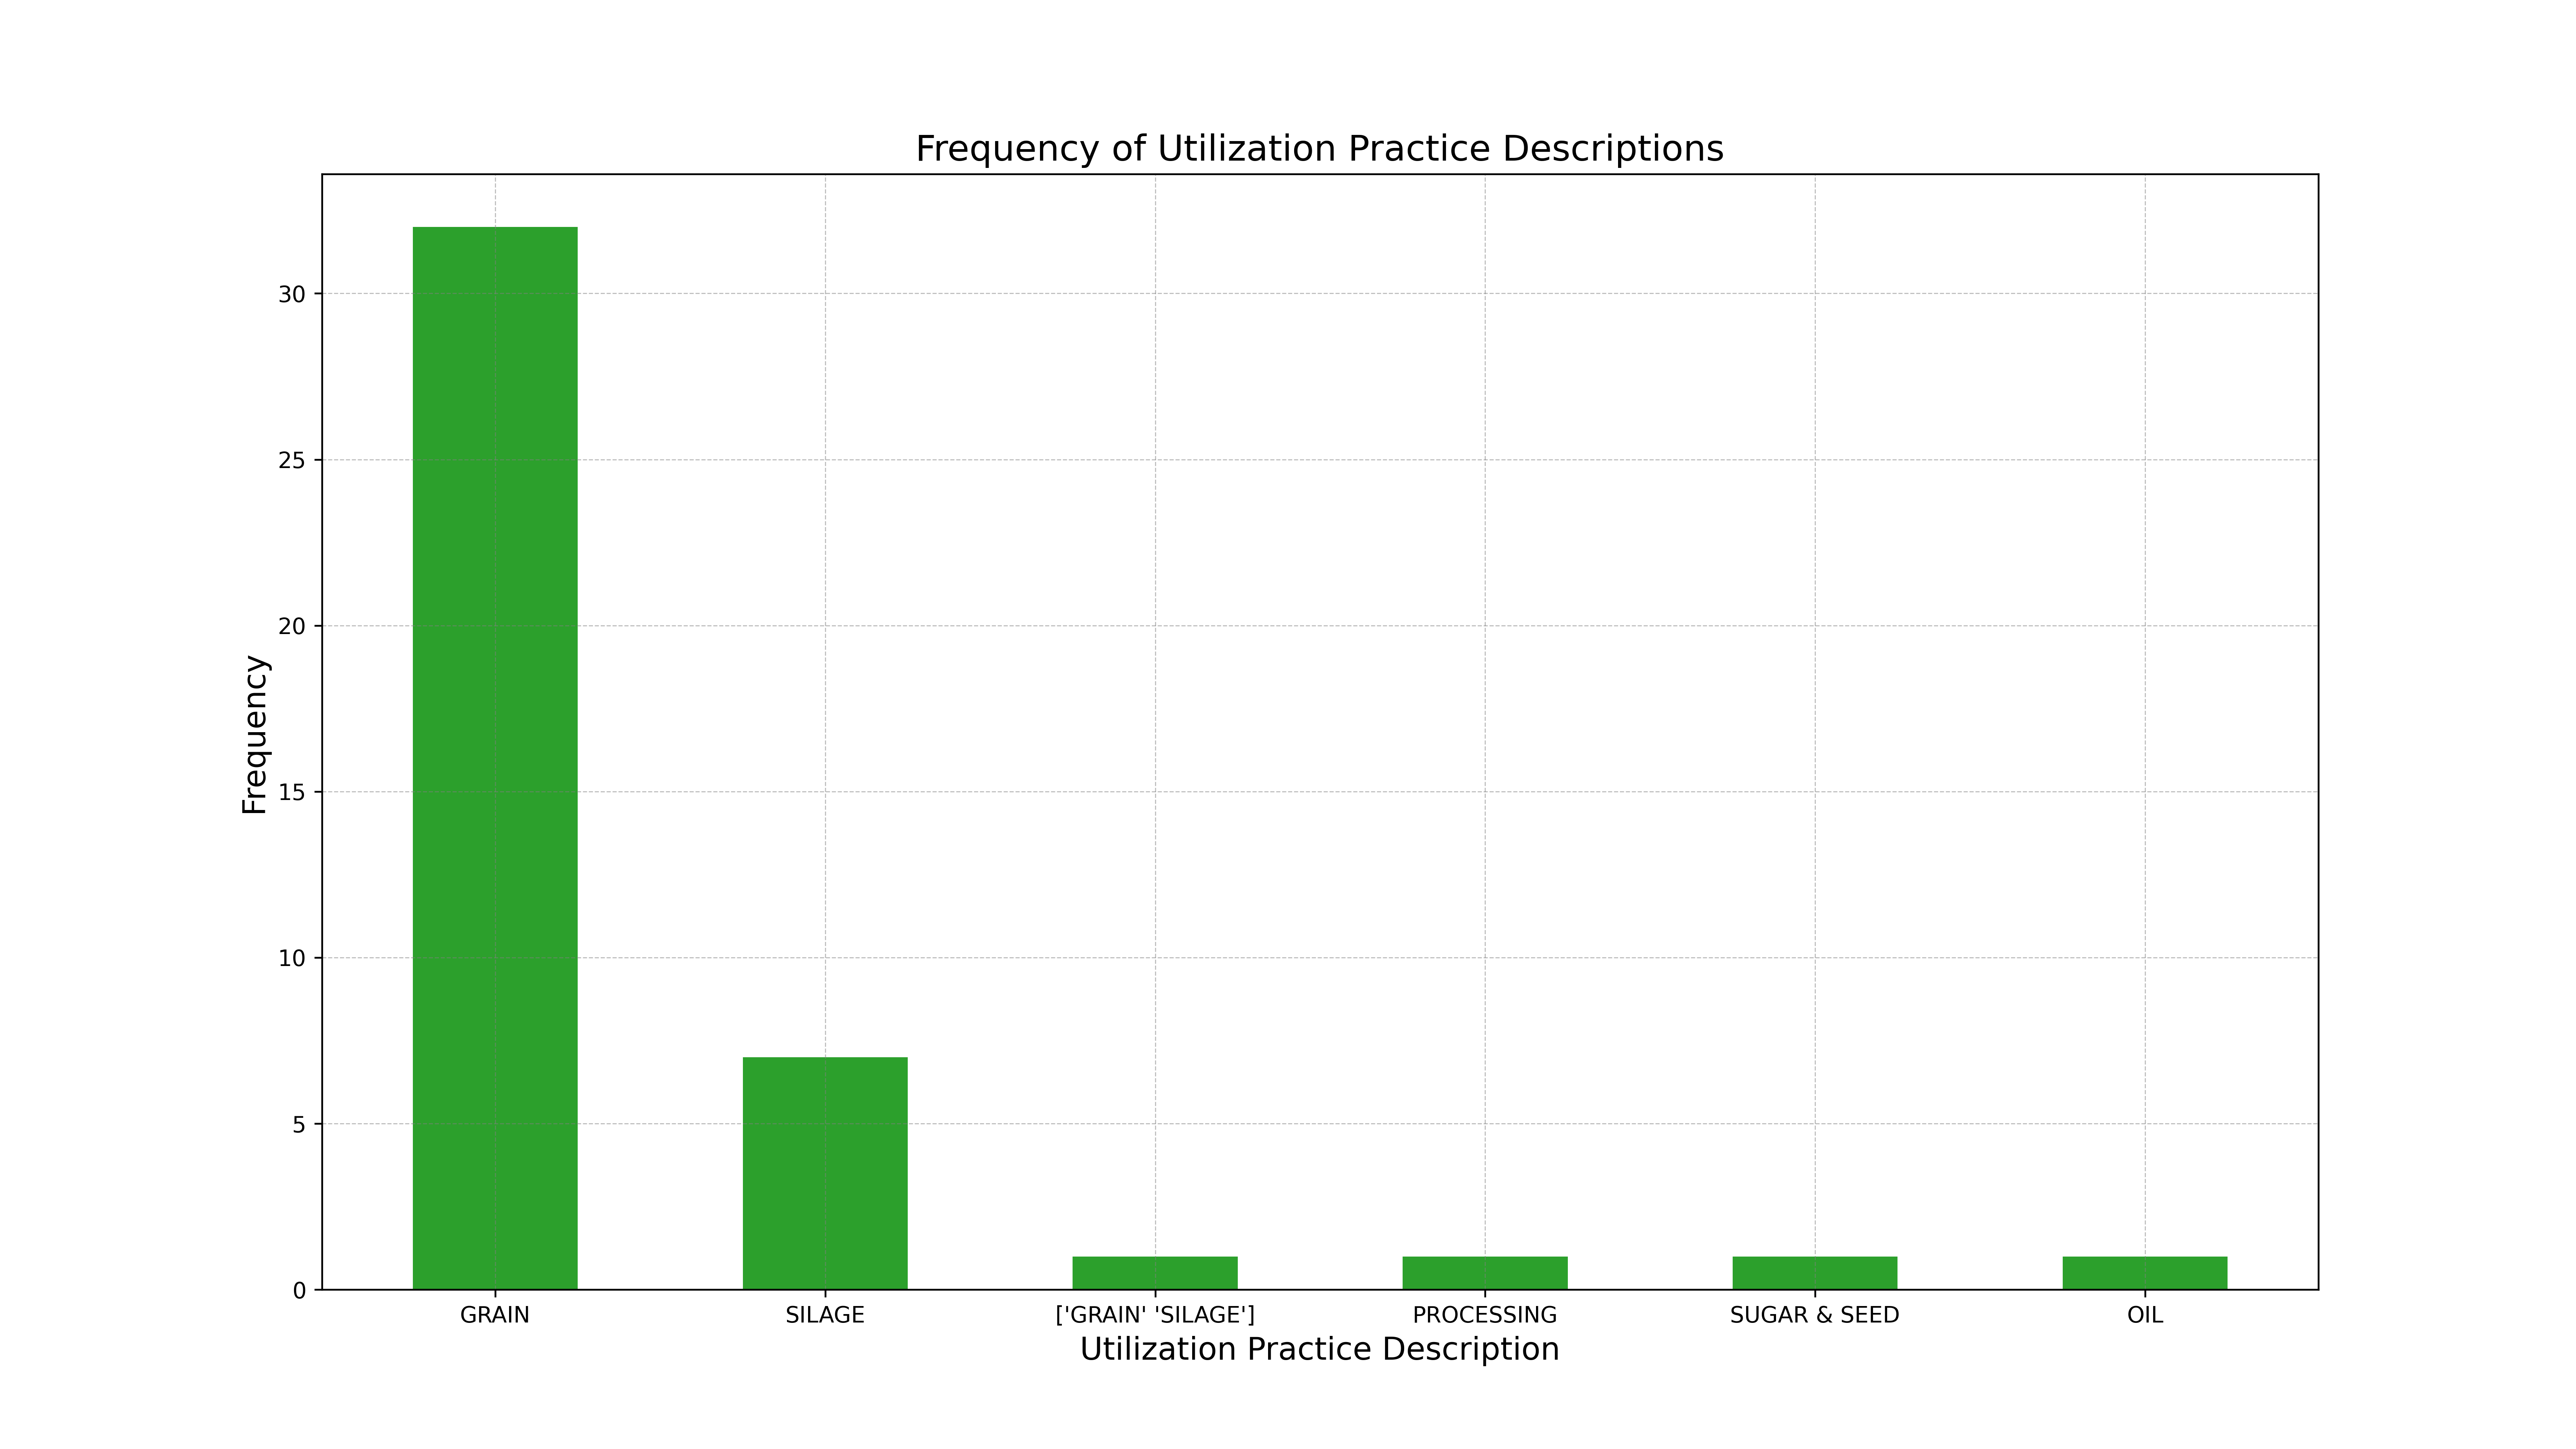 Frequency of Utilization Practice Descriptions
Frequency
30
25
20
15
10
5
0
GRAIN SILAGE ['GRAIN' 'SILAGE'] PROCESSING SUGAR & SEED OIL
Utilization Practice Description